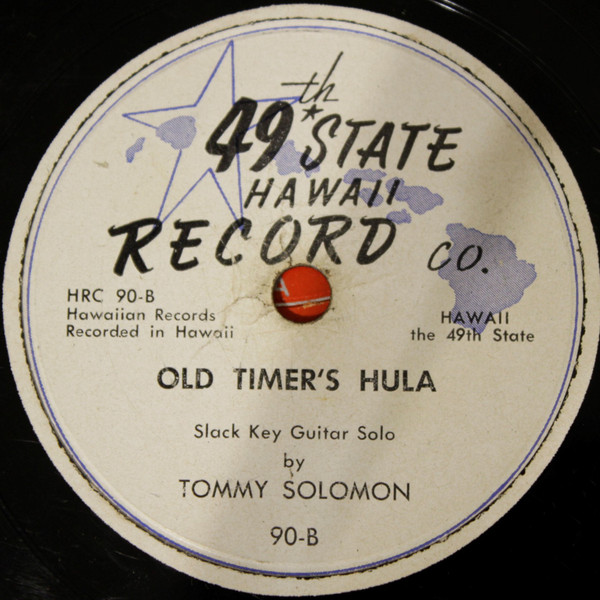 49th STATE
HAWAII
RECORD CO.
HRC 90-B
Hawaiian Records
Recorded in Hawaii
HAWAII
the 49th State
OLD TIMER'S HULA
Slack Key Guitar Solo
by
TOMMY SOLOMON
90-B